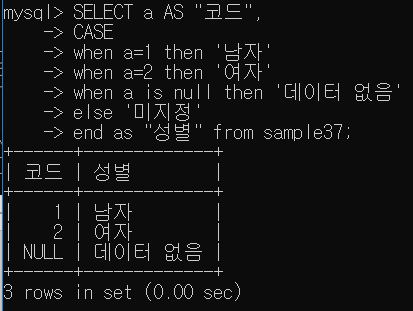 mysql> SELECT a AS "코드",
    -> CASE
    -> when a=1 then '남자'
    -> when a=2 then '여자'
    -> when a is null then '데이터 없음'
    -> else '미지정'
    -> end as "성별" from sample37;
+------+-------------+
| 코드 | 성별        |
+------+-------------+
|    1 | 남자        |
|    2 | 여자        |
| NULL | 데이터 없음 |
+------+-------------+
3 rows in set (0.00 sec)